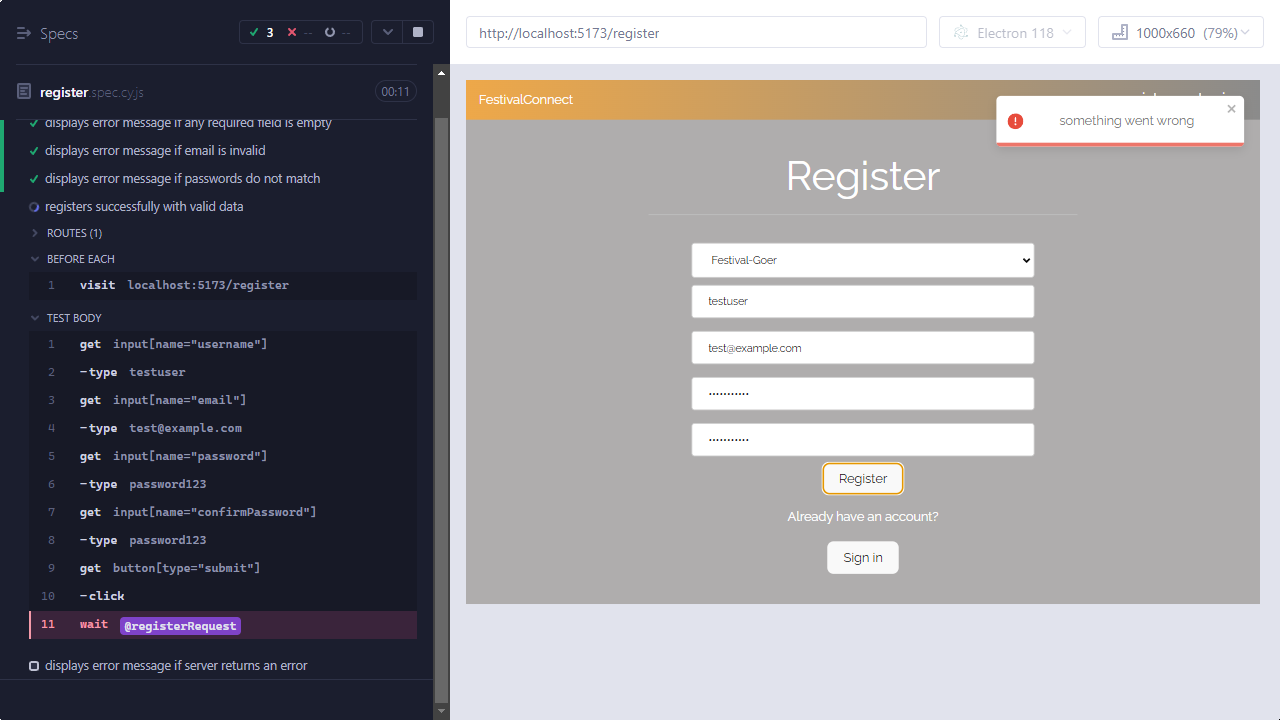 Specs
3 -- --
register.spec.cy.js
00:11
displays error message if any required field is empty
displays error message if email is invalid
displays error message if passwords do not match
registers successfully with valid data
ROUTES (1)
BEFORE EACH
1 visit localhost:5173/register
TEST BODY
1 get input[name="username"]
2 -type testuser
3 get input[name="email"]
4 -type test@example.com
5 get input[name="password"]
6 -type password123
7 get input[name="confirmPassword"]
8 -type password123
9 get button[type="submit"]
10 -click
11 wait @registerRequest
displays error message if server returns an error
http://localhost:5173/register
Electron 118
1000x660 (79%)
FestivalConnect
something went wrong
×
Register
Festival-Goer
testuser
test@example.com
•••••••••••
•••••••••••
Register
Already have an account?
Sign in